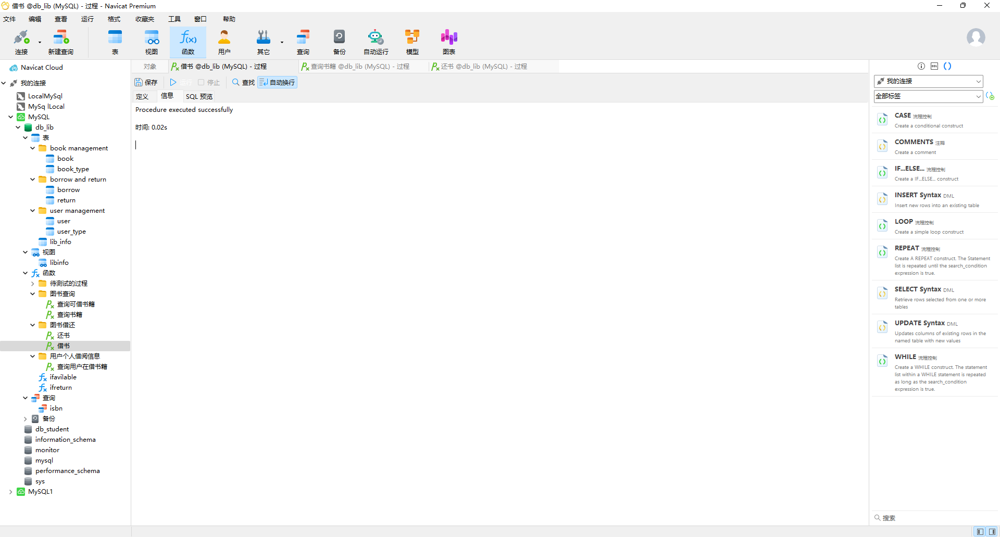 借书 @db_lib (MySQL) - 过程 - Navicat Premium
文件 编辑 查看 运行 格式 收藏夹 工具 窗口 帮助
连接 新建查询 表 视图 函数 用户 其它 查询 备份 自动运行 模型 图表
Navicat Cloud
我的连接
LocalMySql
MySq lLocal
MySQL
db_lib
表
book management
book
book_type
borrow and return
borrow
return
user management
user
user_type
lib_info
视图
libinfo
函数
待测试的过程
图书查询
查询可借书籍
查询书籍
图书借还
还书
借书
用户个人借阅信息
查询用户在借书籍
ifavilable
ifreturn
查询
isbn
备份
db_student
information_schema
monitor
mysql
performance_schema
sys
MySQL1
对象 借书 @db_lib (MySQL) - 过程 查询书籍 @db_lib (MySQL) - 过程 还书 @db_lib (MySQL) - 过程
保存 运行 停止 查找 自动换行
定义 信息 SQL 预览
Procedure executed successfully
时间: 0.02s
DDL
我的连接
全部标签
CASE 流程控制
Create a conditional construct
COMMENTS 注释
Create a comment
IF...ELSE... 流程控制
Create a IF...ELSE... construct
INSERT Syntax DML
Insert new rows into an existing table
LOOP 流程控制
Create a simple loop construct
REPEAT 流程控制
Create A REPEAT construct. The Statement
list is repeated until the search_condition
expression is true.
SELECT Syntax DML
Retrieve rows selected from one or more
tables
UPDATE Syntax DML
Updates columns of existing rows in the
named table with new values
WHILE 流程控制
Create a WHILE construct. The statement
list within a WHILE statement is repeated
as long as the search_condition
expression is true.
搜索